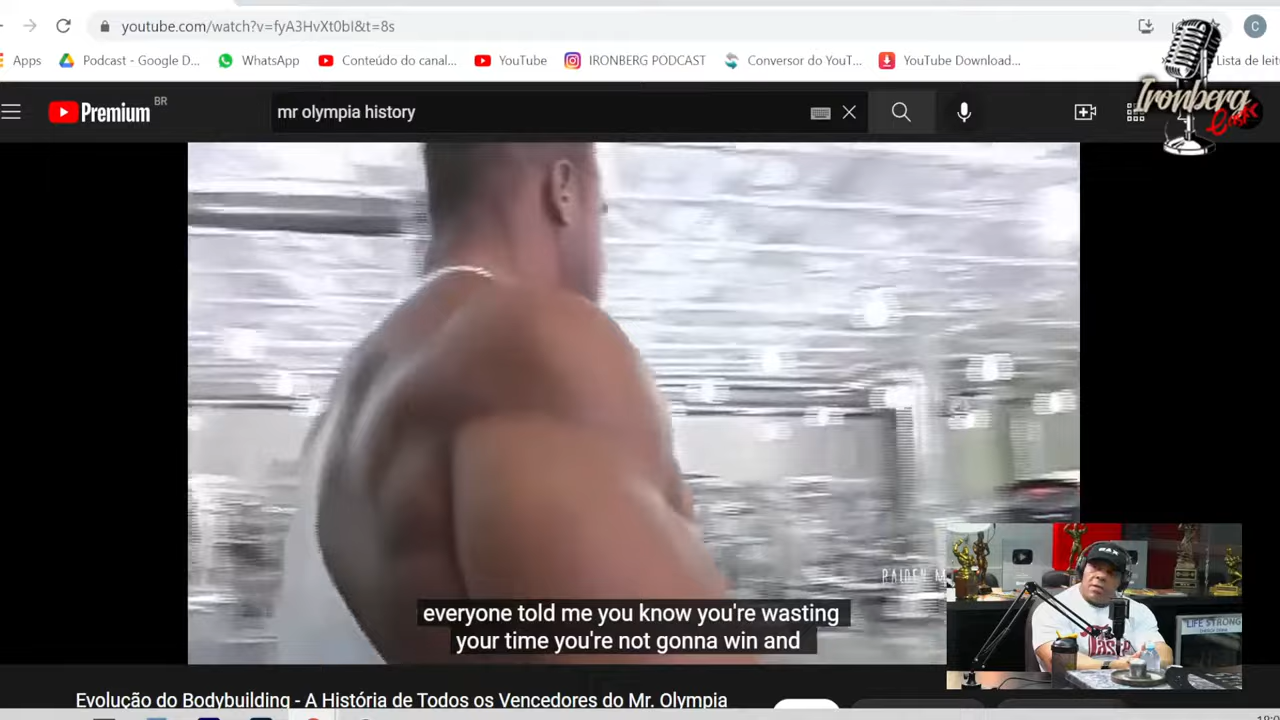 youtube.com/watch?v=fyA3HvXt0bI&t=8s
C
Apps
Podcast - Google D...
WhatsApp
Conteúdo do canal...
YouTube
IRONBERG PODCAST
Conversor do YouT...
YouTube Download...
Lista de leit
Premium BR
mr olympia history
Ironberg
Cast
everyone told me you know you're wasting
your time you're not gonna win and
LIFE STRONG
Evolução do Bodybuilding - A História de Todos os Vencedores do Mr. Olympia